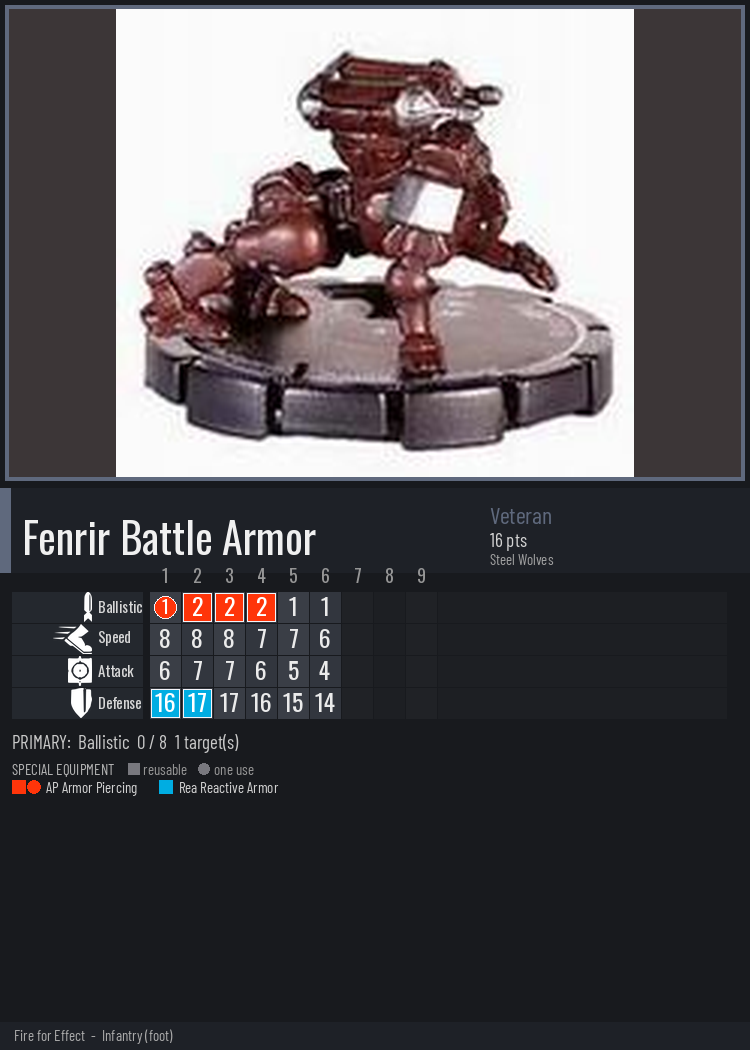 Fenrir Battle Armor
Veteran
16 pts
Steel Wolves
1 2 3 4 5 6 7 8 9
Ballistic 1 2 2 2 1 1
Speed 8 8 8 7 7 6
Attack 6 7 7 6 5 4
Defense 16 17 17 16 15 14
PRIMARY: Ballistic 0 / 8 1 target(s)
SPECIAL EQUIPMENT reusable one use
AP Armor Piercing Rea Reactive Armor
Fire for Effect - Infantry (foot)